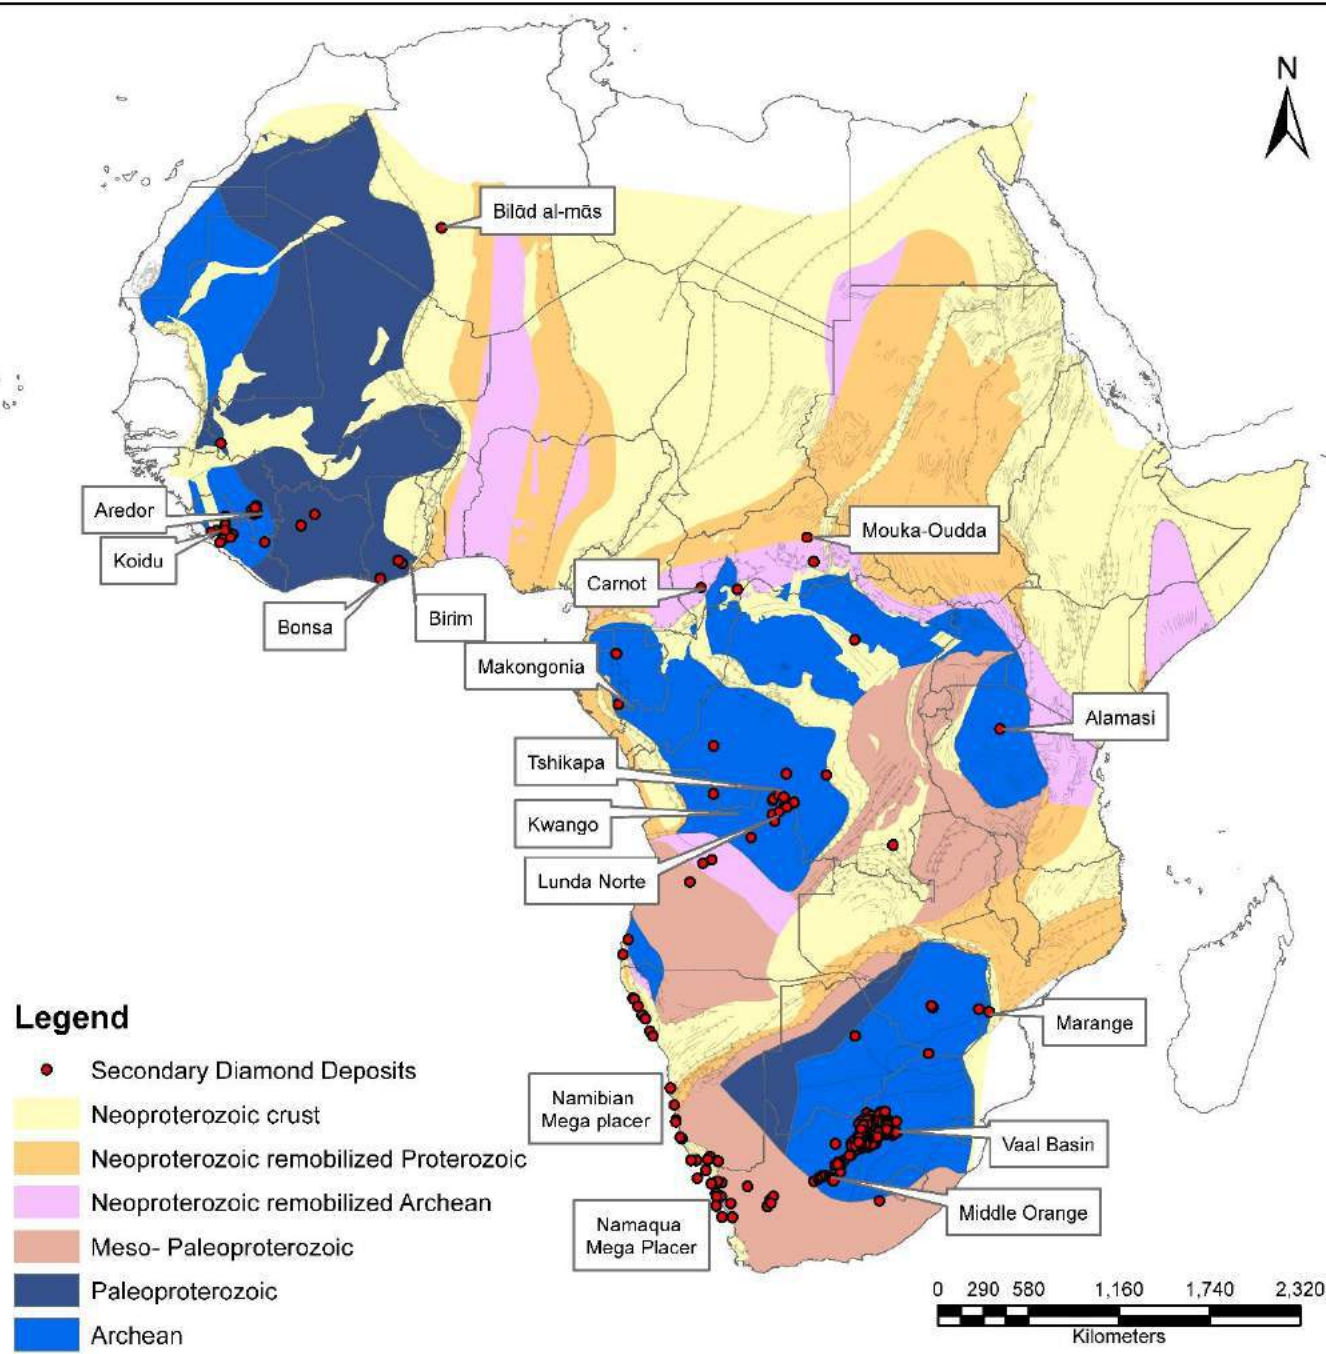 N
Bilād al-mās
Aredor
Koidu
Bonsa
Birim
Mouka-Oudda
Carnot
Makongonia
Alamasi
Tshikapa
Kwango
Lunda Norte
Marange
Namibian
Mega placer
Vaal Basin
Middle Orange
Namaqua
Mega Placer
Legend
Secondary Diamond Deposits
Neoproterozoic crust
Neoproterozoic remobilized Proterozoic
Neoproterozoic remobilized Archean
Meso- Paleoproterozoic
Paleoproterozoic
Archean
0 290 580 1,160 1,740 2,320
Kilometers